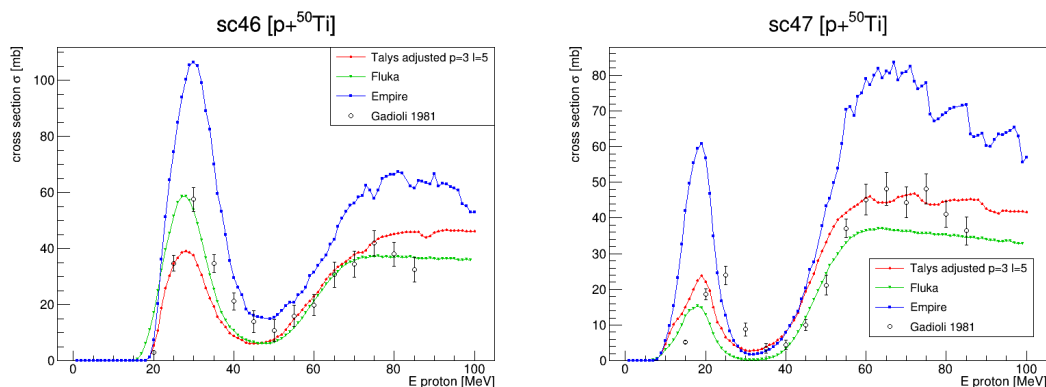 sc46 [p+⁵⁰Ti]
cross section σ [mb]
100
80
60
40
20
0
0 20 40 60 80 100
E proton [MeV]
Talys adjusted p=3 l=5
Fluka
Empire
Gadioli 1981
sc47 [p+⁵⁰Ti]
cross section σ [mb]
80
70
60
50
40
30
20
10
0
0 20 40 60 80 100
E proton [MeV]
Talys adjusted p=3 l=5
Fluka
Empire
Gadioli 1981